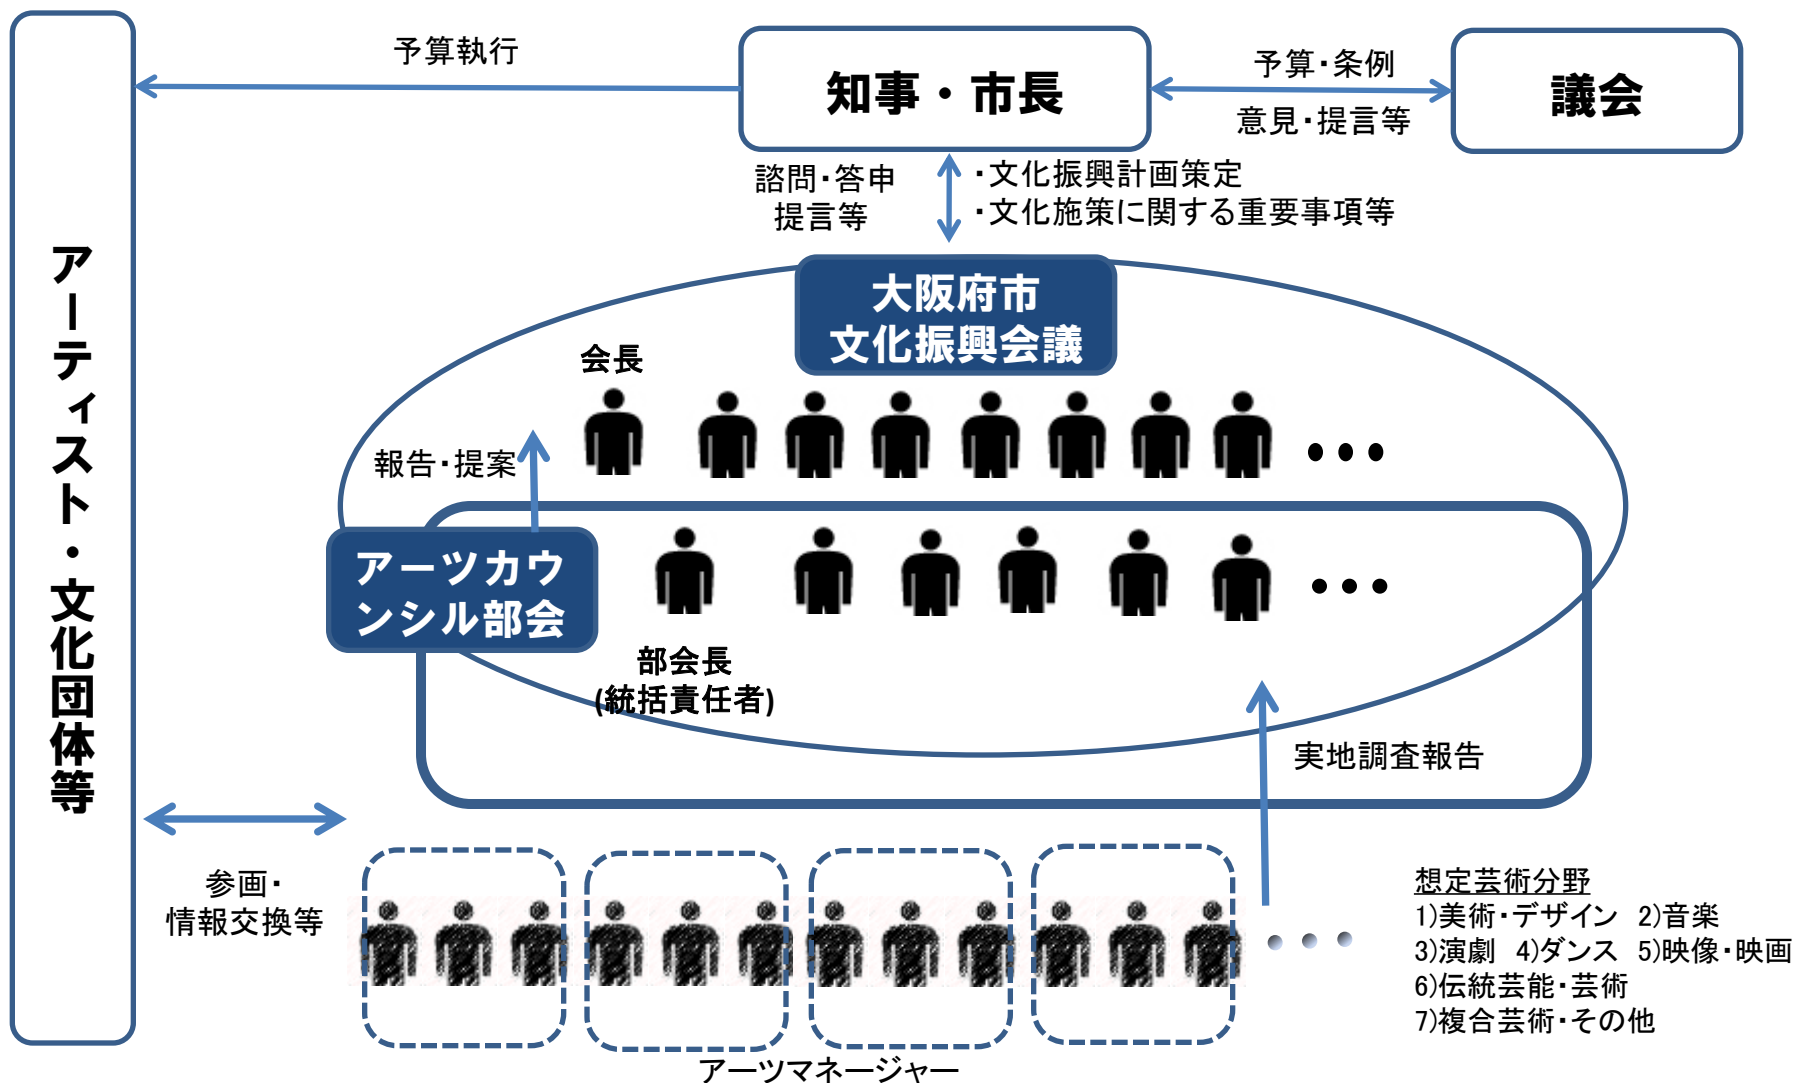 予算執行
知事・市長
予算・条例
意見・提言等
議会
諮問・答申
提言等
・文化振興計画策定
・文化施策に関する重要事項等
アーティスト・文化団体等
大阪府市
文化振興会議
会長
報告・提案
アーツカウ
ンシル部会
部会長
(統括責任者)
実地調査報告
参画・
情報交換等
想定芸術分野
1)美術・デザイン 2)音楽
3)演劇 4)ダンス 5)映像・映画
6)伝統芸能・芸術
7)複合芸術・その他
アーツマネージャー